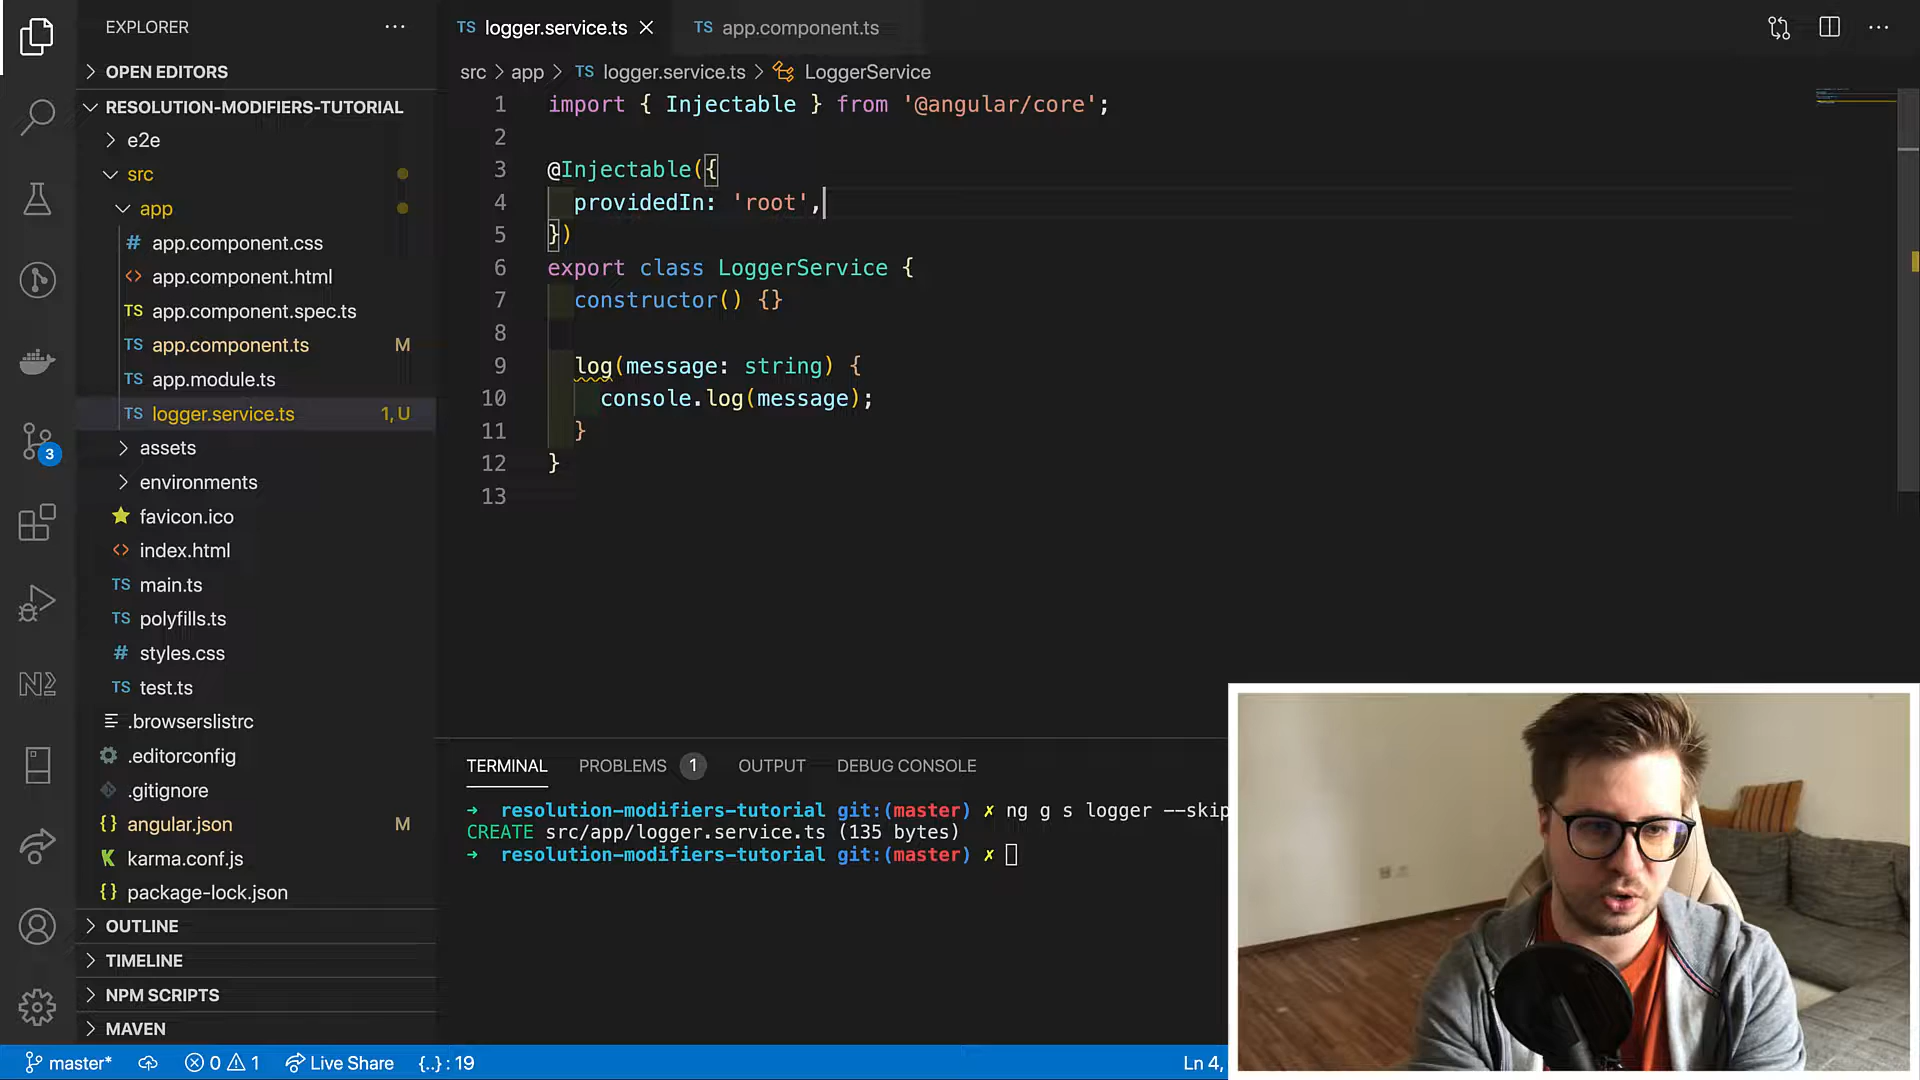 EXPLORER
OPEN EDITORS
RESOLUTION-MODIFIERS-TUTORIAL
e2e
src
app
# app.component.css
<> app.component.html
TS app.component.spec.ts
TS app.component.ts M
TS app.module.ts
TS logger.service.ts 1, U
assets
environments
favicon.ico
<> index.html
TS main.ts
TS polyfills.ts
# styles.css
TS test.ts
.browserslistrc
.editorconfig
.gitignore
{} angular.json M
karma.conf.js
{} package-lock.json
OUTLINE
TIMELINE
NPM SCRIPTS
MAVEN
3
TS logger.service.ts
TS app.component.ts
src > app > TS logger.service.ts > LoggerService
1 import { Injectable } from '@angular/core';
2
3 @Injectable({
4 providedIn: 'root',
5 })
6 export class LoggerService {
7 constructor() {}
8
9 log(message: string) {
10 console.log(message);
11 }
12 }
13
TERMINAL PROBLEMS 1 OUTPUT DEBUG CONSOLE
➜ resolution-modifiers-tutorial git:(master) ✗ ng g s logger --skip
CREATE src/app/logger.service.ts (135 bytes)
➜ resolution-modifiers-tutorial git:(master) ✗
master* 0 1 Live Share {..} : 19 Ln 4,